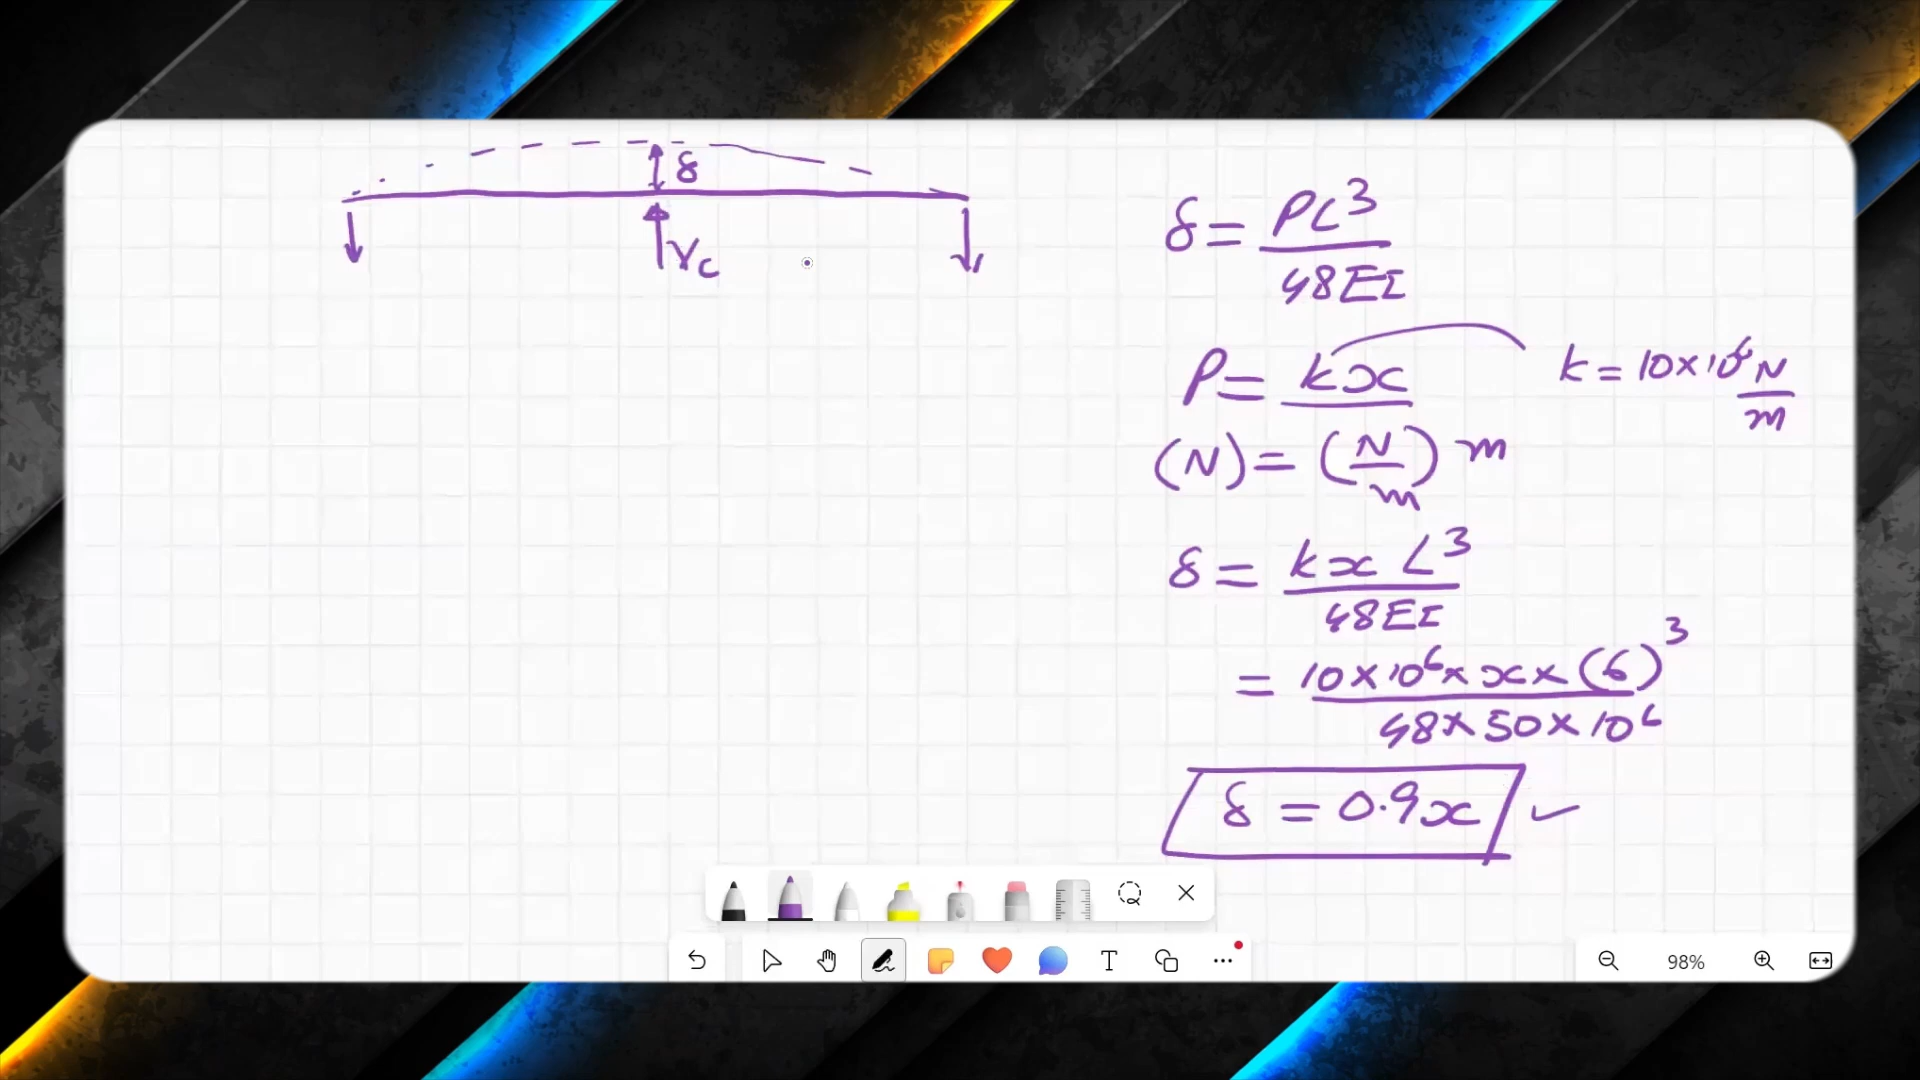 δ
Vc
δ = PL³ / 48EI
P = kx
k = 10×10⁶ N/m
(N) = (N/m) m
δ = kx L³ / 48EI
= 10×10⁶×x×(6)³ / 48×50×10⁶
δ = 0.9x ✓
T
98%